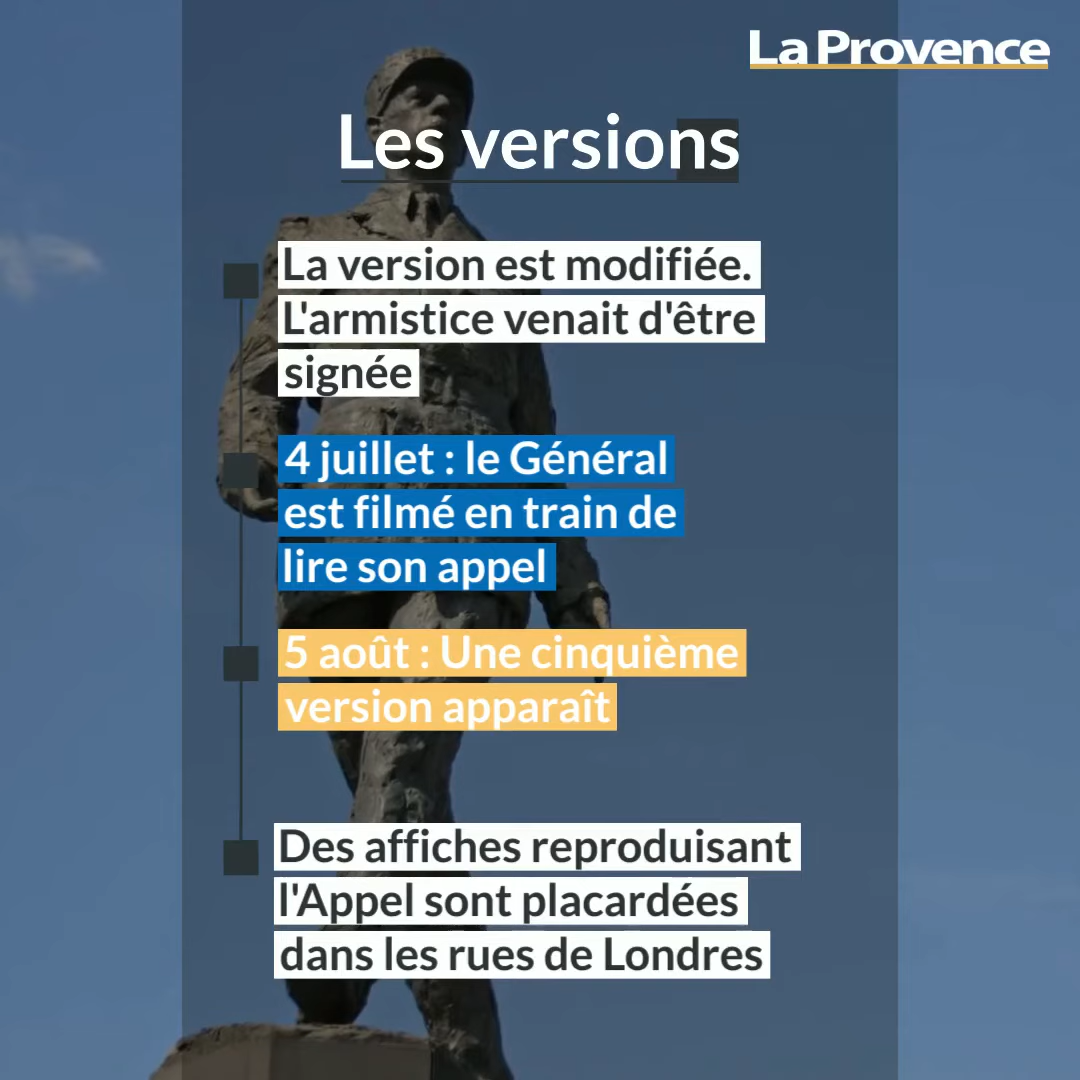 La Provence
Les versions
La version est modifiée.
L'armistice venait d'être
signée
4 juillet : le Général
est filmé en train de
lire son appel
5 août : Une cinquième
version apparaît
Des affiches reproduisant
l'Appel sont placardées
dans les rues de Londres